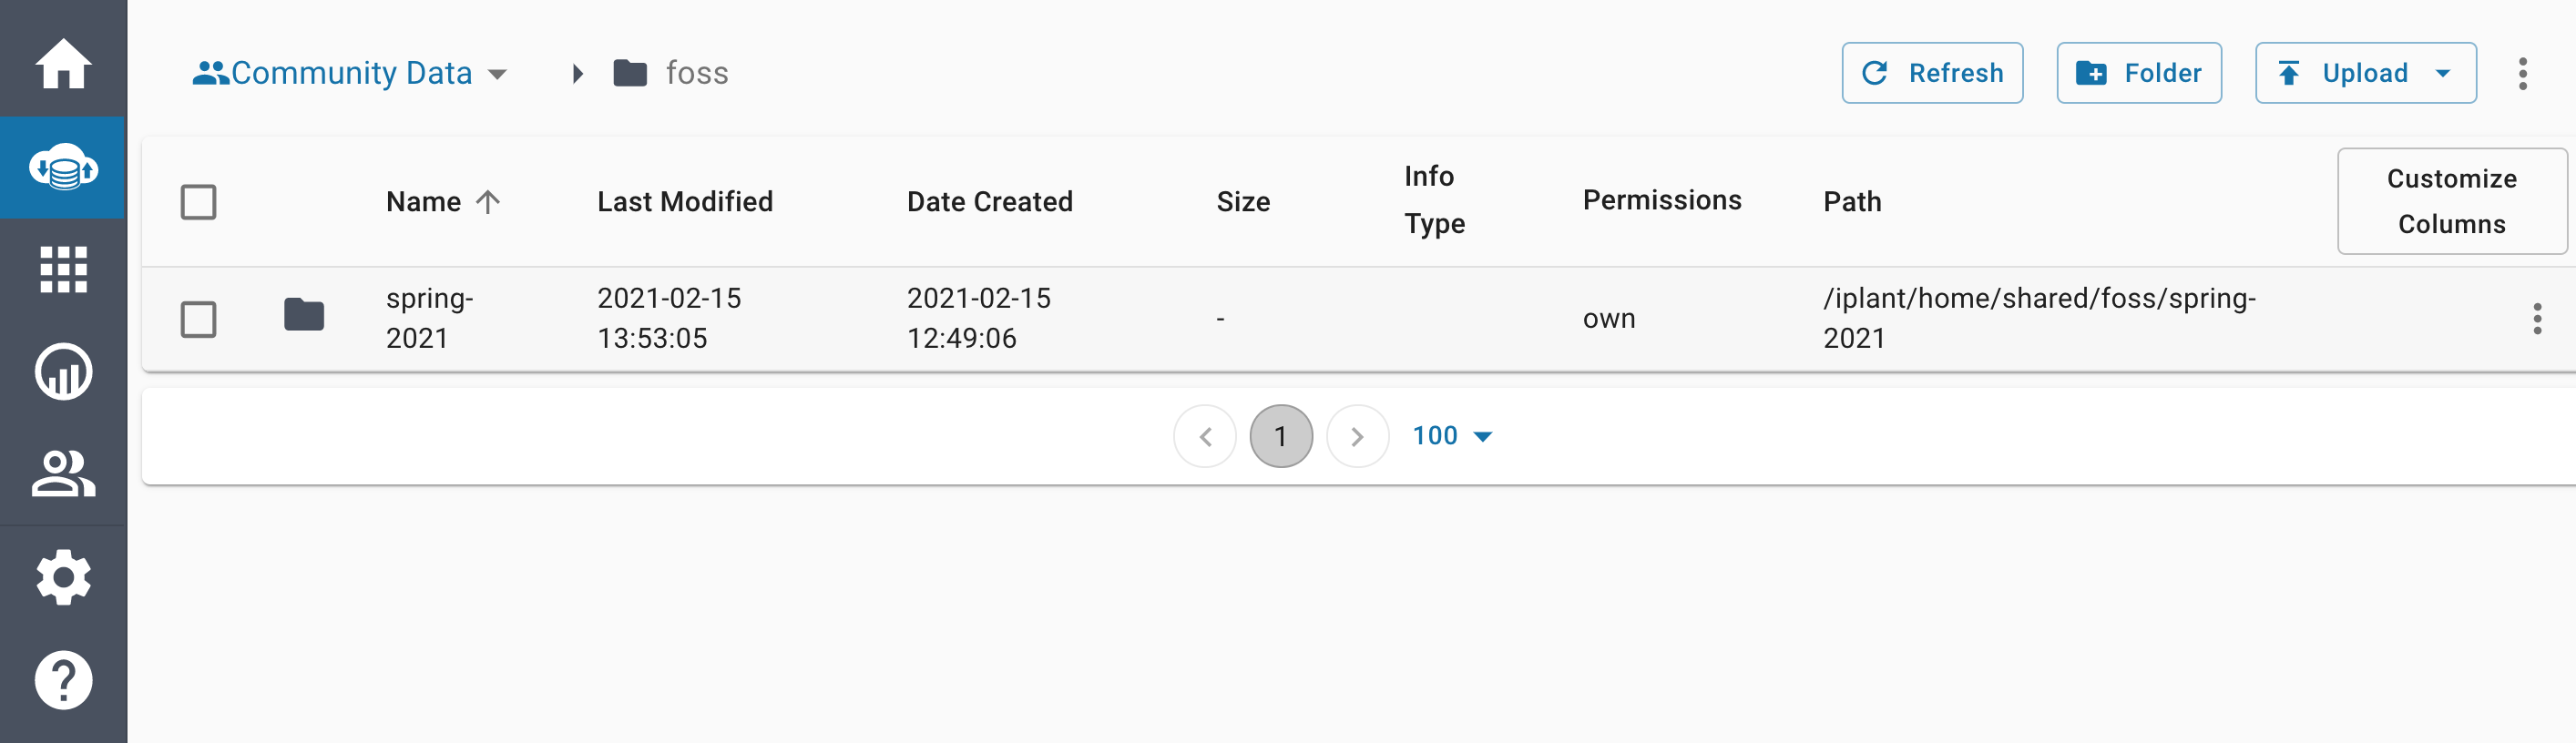 Community Data foss Refresh Folder Upload
Name Last Modified Date Created Size Info Type Permissions Path Customize Columns
spring- 2021-02-15 2021-02-15 - own /iplant/home/shared/foss/spring-
2021 13:53:05 12:49:06 2021
1 100